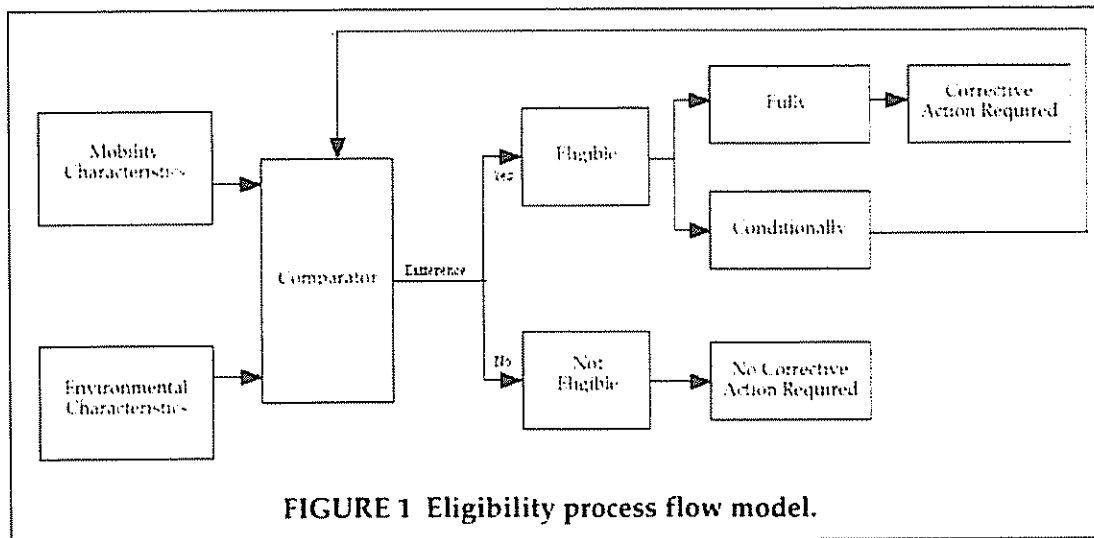 Mobility
Characteristics
Environmental
Characteristics
Comparator
Difference
Yes
No
Eligible
Not
Eligible
Fully
Conditionally
Corrective
Action Required
No Corrective
Action Required
FIGURE 1 Eligibility process flow model.